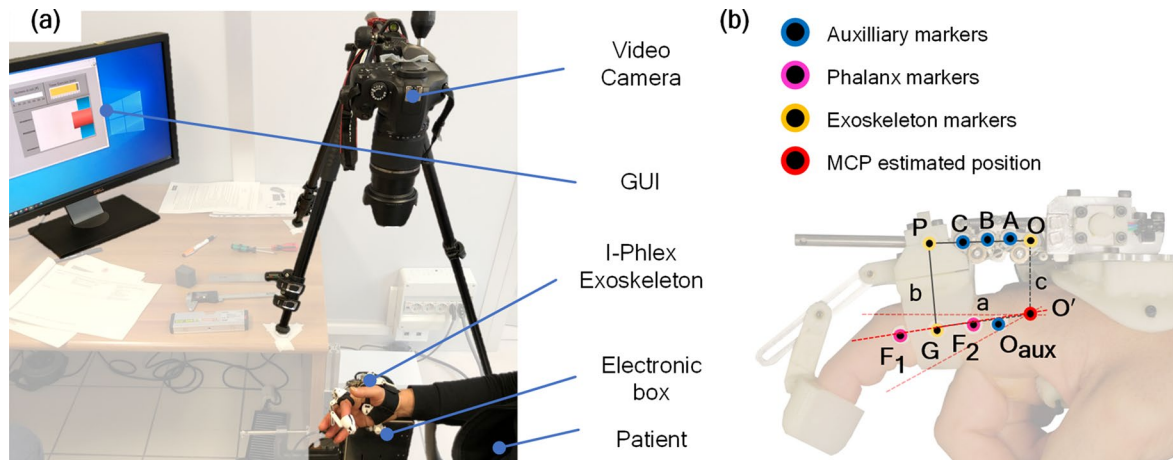 (a)
Video
Camera
GUI
I-Phlex
Exoskeleton
Electronic
box
Patient
(b)
Auxilliary markers
Phalanx markers
Exoskeleton markers
MCP estimated position
P C B A O
b a c
O'
F1 G F2 Oaux